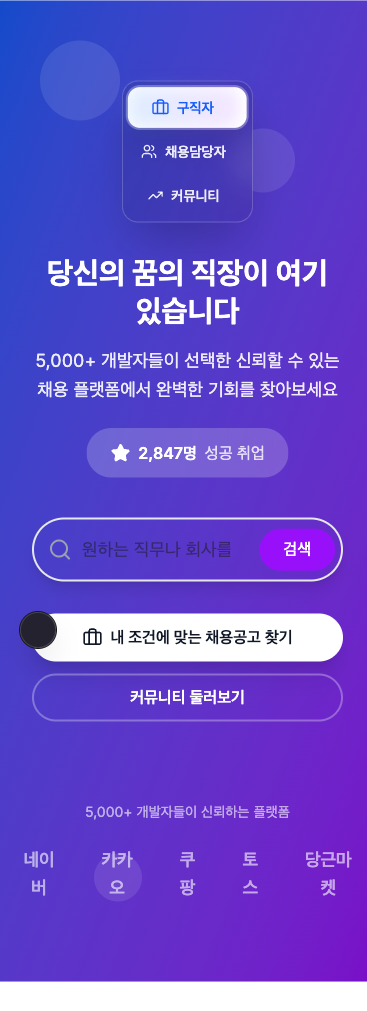 구직자
채용담당자
커뮤니티
당신의 꿈의 직장이 여기
있습니다
5,000+ 개발자들이 선택한 신뢰할 수 있는
채용 플랫폼에서 완벽한 기회를 찾아보세요
2,847명 성공 취업
원하는 직무나 회사를 검색
내 조건에 맞는 채용공고 찾기
커뮤니티 둘러보기
5,000+ 개발자들이 신뢰하는 플랫폼
네이 카카 쿠 토 당근마
버 오 팡 스 켓